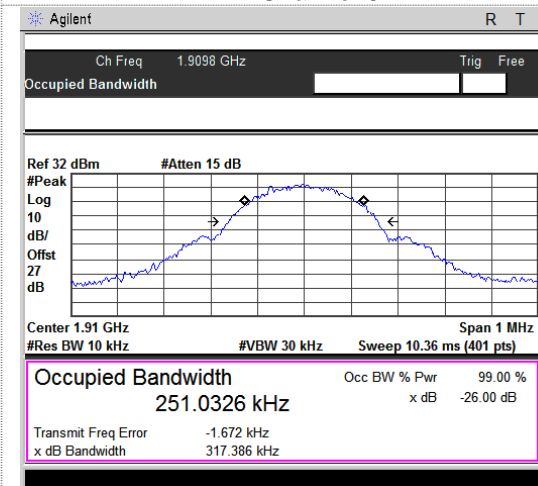 Agilent R T
Ch Freq 1.9098 GHz Trig Free
Occupied Bandwidth
Ref 32 dBm #Atten 15 dB
#Peak
Log
10
dB/
Offst
27
dB
Center 1.91 GHz Span 1 MHz
#Res BW 10 kHz #VBW 30 kHz Sweep 10.36 ms (401 pts)
Occupied Bandwidth Occ BW % Pwr 99.00 %
251.0326 kHz x dB -26.00 dB
Transmit Freq Error -1.672 kHz
x dB Bandwidth 317.386 kHz